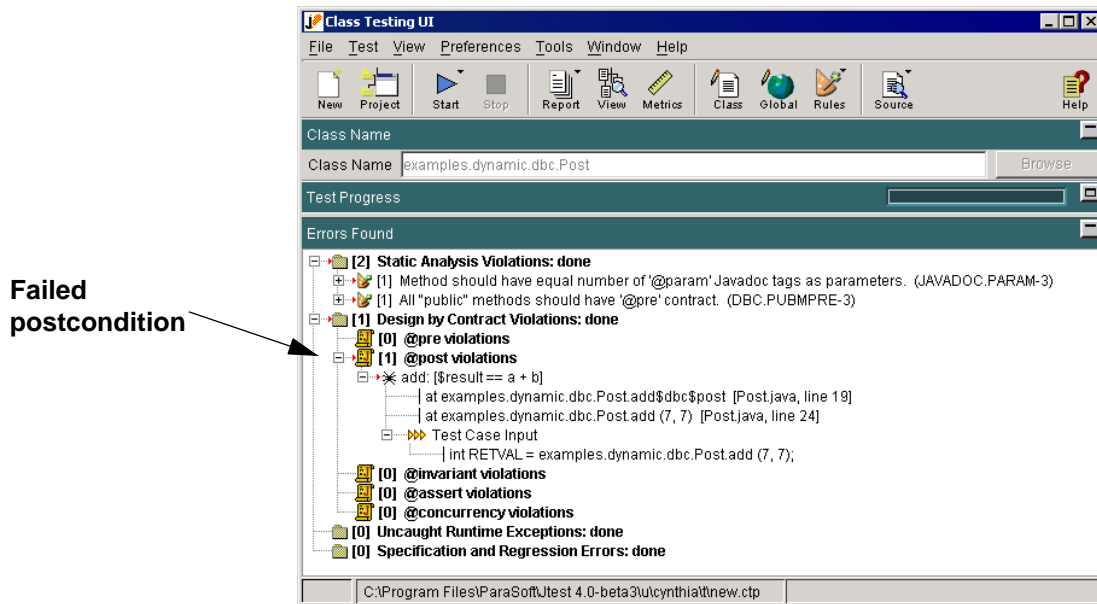 Class Testing UI
File Test View Preferences Tools Window Help
New Project Start Stop Report View Metrics Class Global Rules Source Help
Class Name
Class Name examples.dynamic.dbc.Post Browse
Test Progress
Errors Found
[2] Static Analysis Violations: done
[1] Method should have equal number of '@param' Javadoc tags as parameters. (JAVADOC.PARAM-3)
[1] All "public" methods should have '@pre' contract. (DBC.PUBMPRE-3)
Failed
postcondition
[1] Design by Contract Violations: done
[0] @pre violations
[1] @post violations
add: [$result == a + b]
at examples.dynamic.dbc.Post.add$dbc$post [Post.java, line 19]
at examples.dynamic.dbc.Post.add (7, 7) [Post.java, line 24]
Test Case Input
int RETVAL = examples.dynamic.dbc.Post.add (7, 7);
[0] @invariant violations
[0] @assert violations
[0] @concurrency violations
[0] Uncaught Runtime Exceptions: done
[0] Specification and Regression Errors: done
C:\Program Files\ParaSoft\Jtest 4.0-beta3\u\cynthia\t\new.ctp